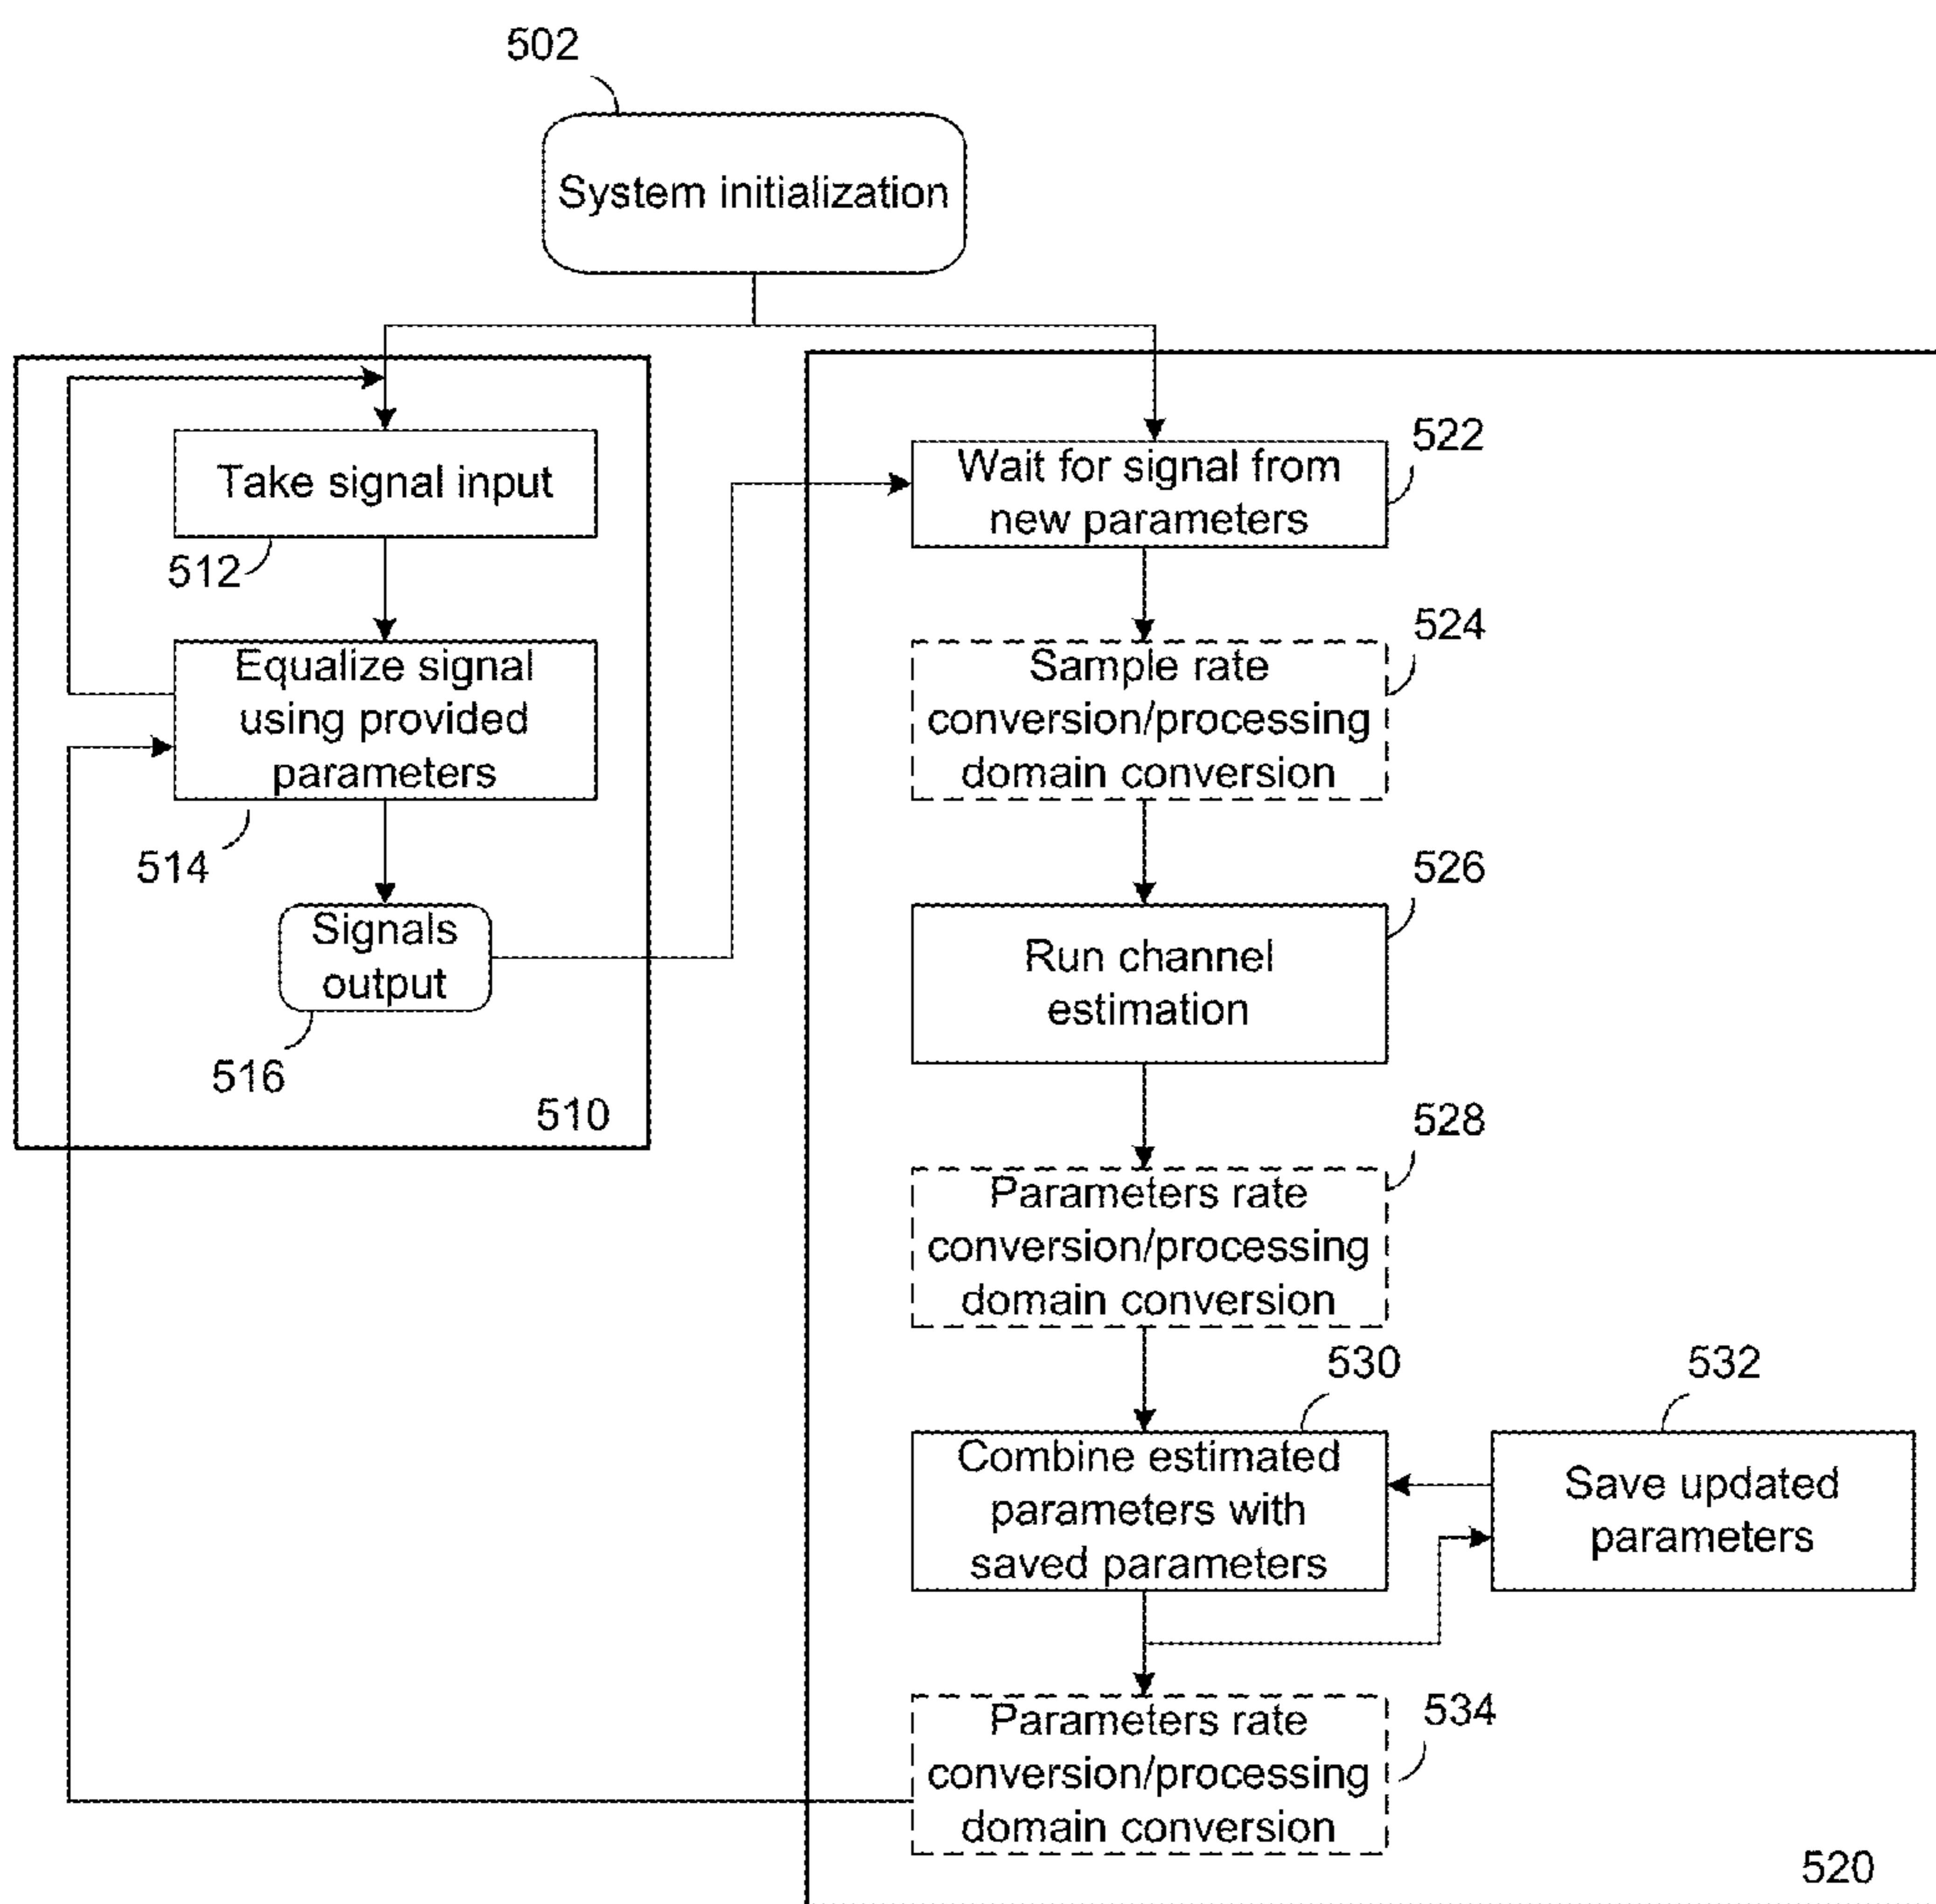 502
System initialization
Take signal input
512
Equalize signal
using provided
parameters
514
Signals
output
516
510
Wait for signal from
new parameters
522
Sample rate
conversion/processing
domain conversion
524
Run channel
estimation
526
Parameters rate
conversion/processing
domain conversion
528
Combine estimated
parameters with
saved parameters
530
Save updated
parameters
532
Parameters rate
conversion/processing
domain conversion
534
520